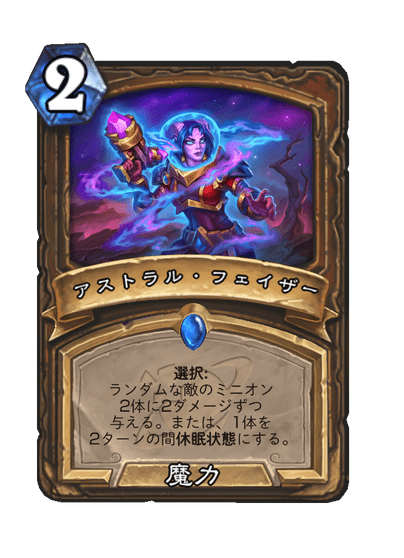 2
アストラル・フェイザー
選択:
ランダムな敵のミニオン
2体に2ダメージずつ
与える。または、1体を
2ターンの間休眠状態にする。
魔力